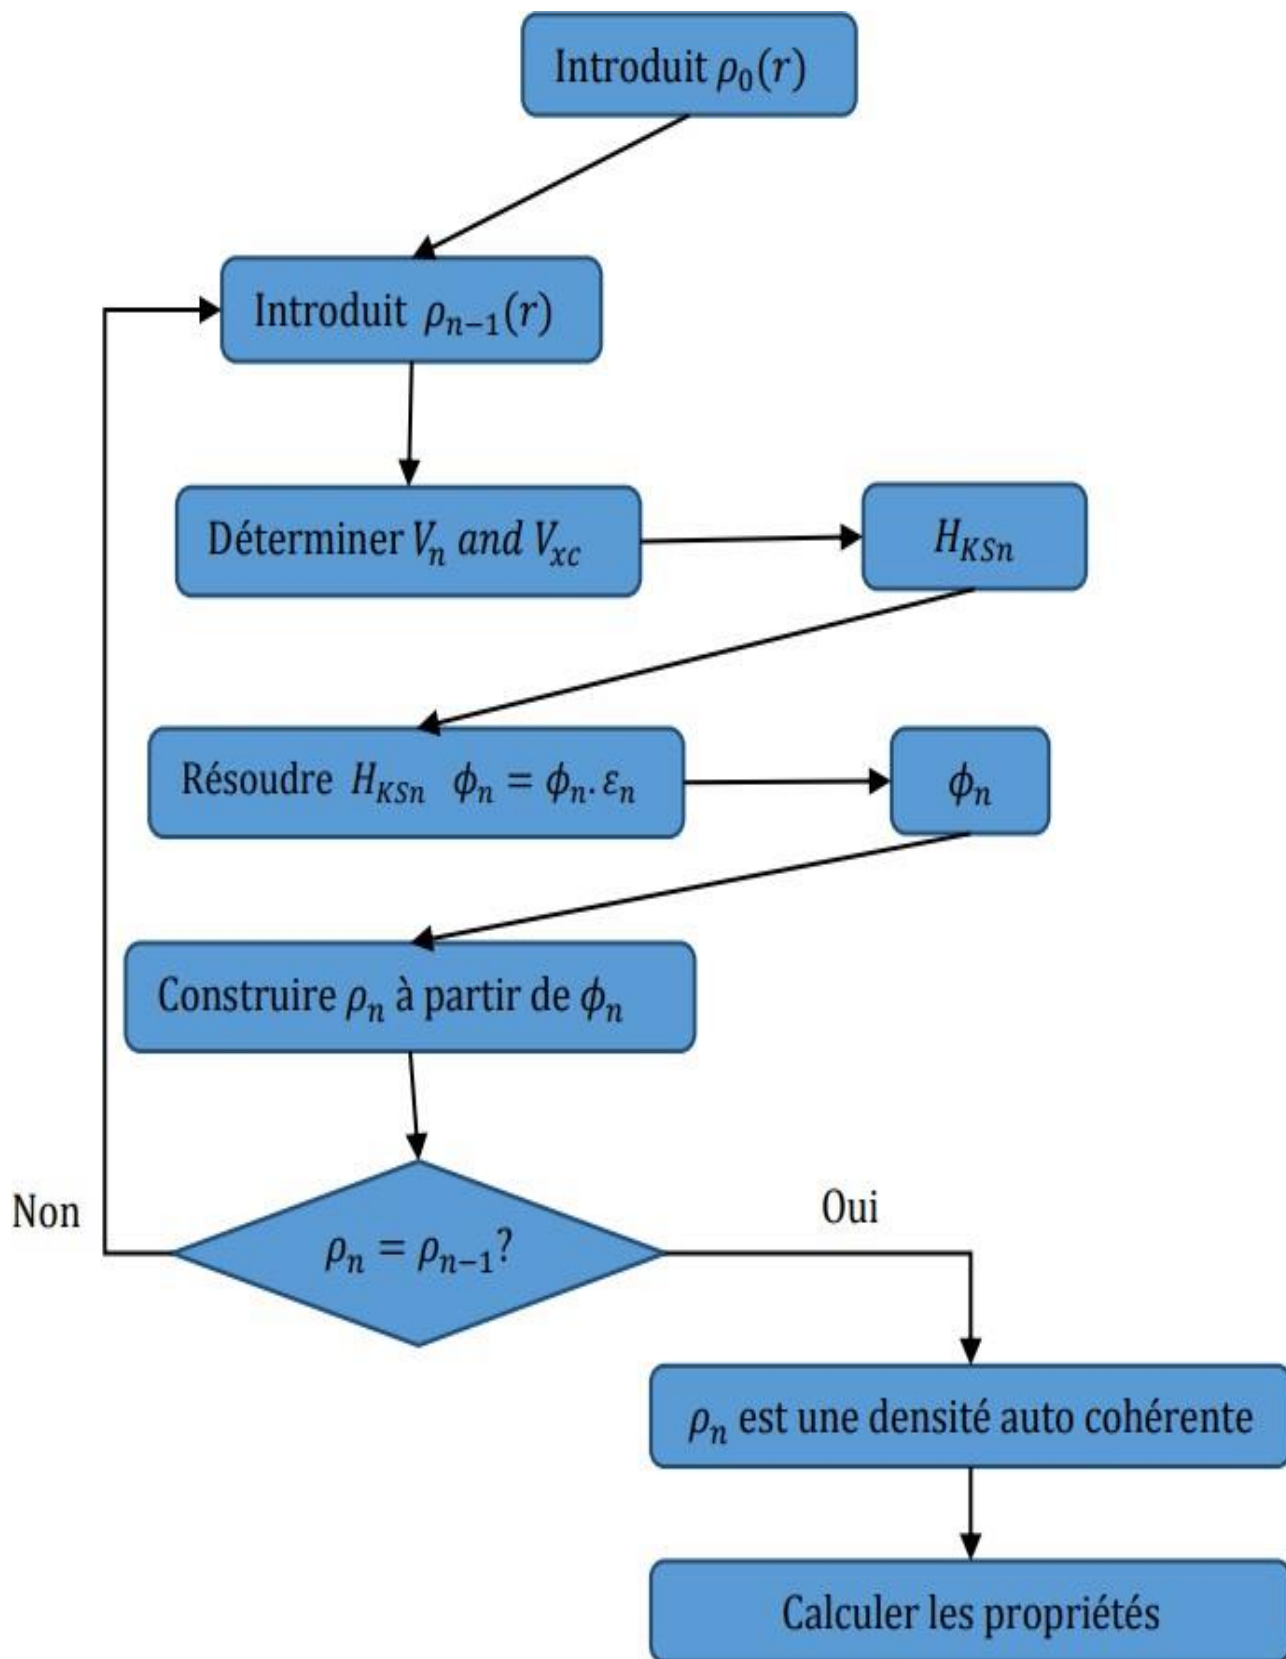 Introduit ρ₀(r)
Introduit ρₙ₋₁(r)
Déterminer Vₙ and V_xc
H_KSn
Résoudre H_KSn ϕₙ = ϕₙ. εₙ
ϕₙ
Construire ρₙ à partir de ϕₙ
Non
ρₙ = ρₙ₋₁?
Oui
ρₙ est une densité auto cohérente
Calculer les propriétés